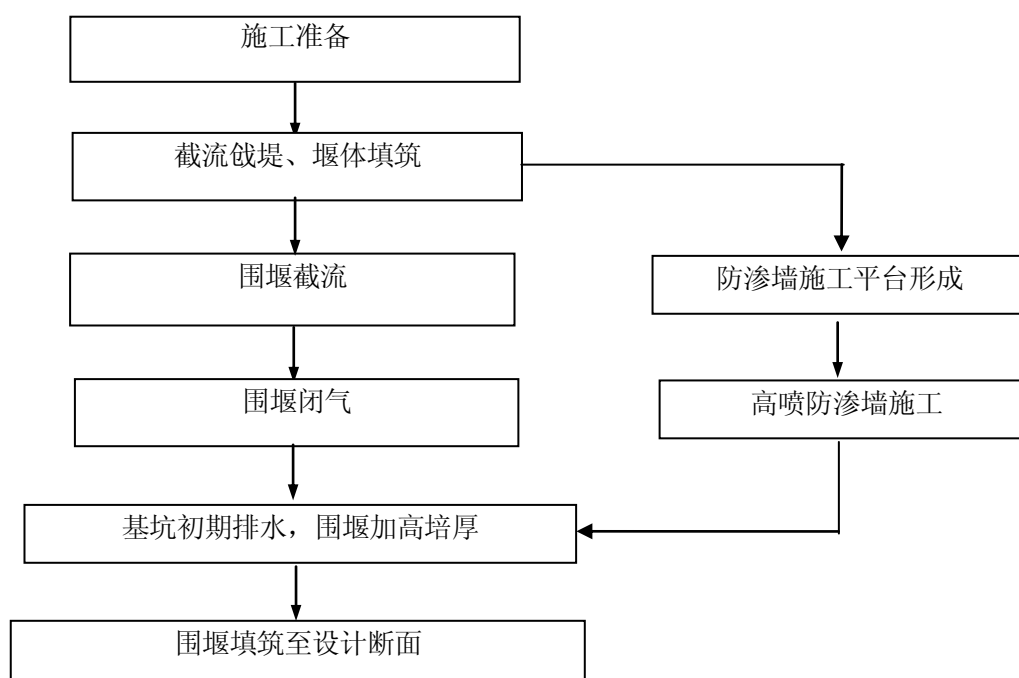 施工准备
截流戗堤、堰体填筑
围堰截流
防渗墙施工平台形成
围堰闭气
高喷防渗墙施工
基坑初期排水，围堰加高培厚
围堰填筑至设计断面